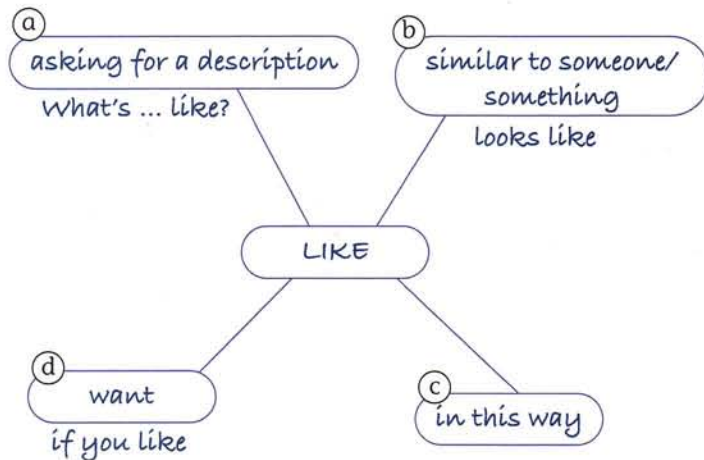 a
asking for a description
What's ... like?
b
similar to someone/
something
looks like
LIKE
d
want
if you like
c
in this way